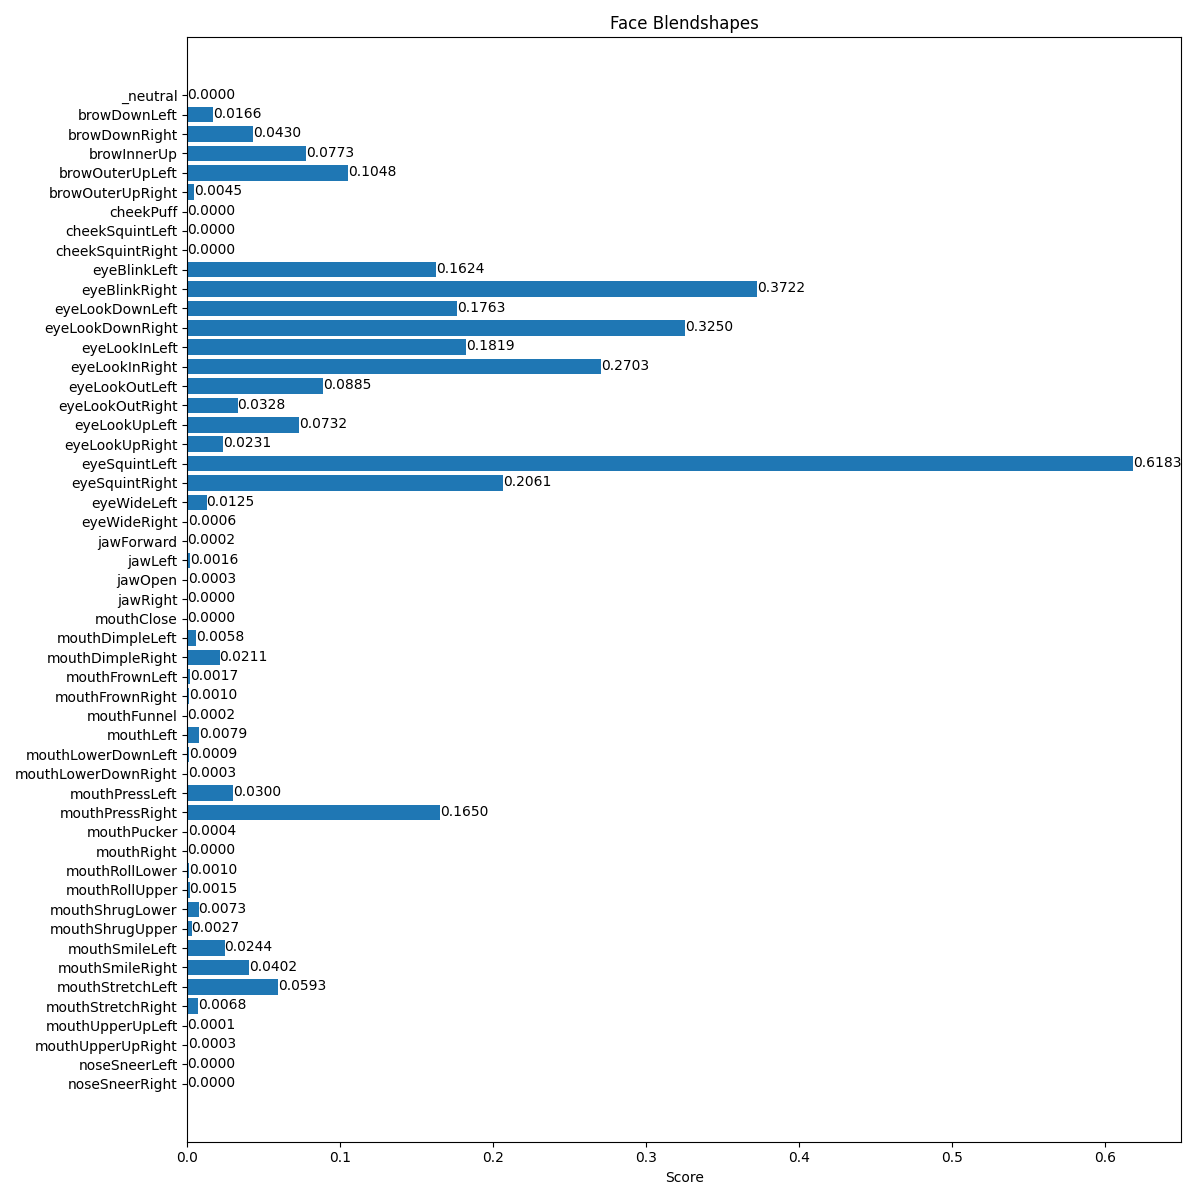 Face Blendshapes
_neutral 0.0000
browDownLeft 0.0166
browDownRight 0.0430
browInnerUp 0.0773
browOuterUpLeft 0.1048
browOuterUpRight 0.0045
cheekPuff 0.0000
cheekSquintLeft 0.0000
cheekSquintRight 0.0000
eyeBlinkLeft 0.1624
eyeBlinkRight 0.3722
eyeLookDownLeft 0.1763
eyeLookDownRight 0.3250
eyeLookInLeft 0.1819
eyeLookInRight 0.2703
eyeLookOutLeft 0.0885
eyeLookOutRight 0.0328
eyeLookUpLeft 0.0732
eyeLookUpRight 0.0231
eyeSquintLeft 0.6183
eyeSquintRight 0.2061
eyeWideLeft 0.0125
eyeWideRight 0.0006
jawForward 0.0002
jawLeft 0.0016
jawOpen 0.0003
jawRight 0.0000
mouthClose 0.0000
mouthDimpleLeft 0.0058
mouthDimpleRight 0.0211
mouthFrownLeft 0.0017
mouthFrownRight 0.0010
mouthFunnel 0.0002
mouthLeft 0.0079
mouthLowerDownLeft 0.0009
mouthLowerDownRight 0.0003
mouthPressLeft 0.0300
mouthPressRight 0.1650
mouthPucker 0.0004
mouthRight 0.0000
mouthRollLower 0.0010
mouthRollUpper 0.0015
mouthShrugLower 0.0073
mouthShrugUpper 0.0027
mouthSmileLeft 0.0244
mouthSmileRight 0.0402
mouthStretchLeft 0.0593
mouthStretchRight 0.0068
mouthUpperUpLeft 0.0001
mouthUpperUpRight 0.0003
noseSneerLeft 0.0000
noseSneerRight 0.0000
0.0 0.1 0.2 0.3 0.4 0.5 0.6
Score